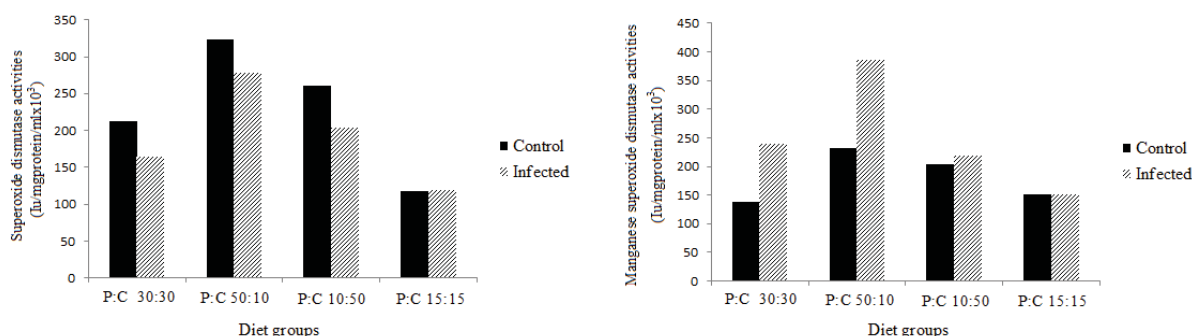 Superoxide dismutase activities
(Iu/mgprotein/mlx10³)
350
300
250
200
150
100
50
0
P:C 30:30
P:C 50:10
P:C 10:50
P:C 15:15
Diet groups
Control
Infected
Manganese superoxide dismutase activities
(Iu/mgprotein/mlx10³)
450
400
350
300
250
200
150
100
50
0
P:C 30:30
P:C 50:10
P:C 10:50
P:C 15:15
Diet groups
Control
Infected